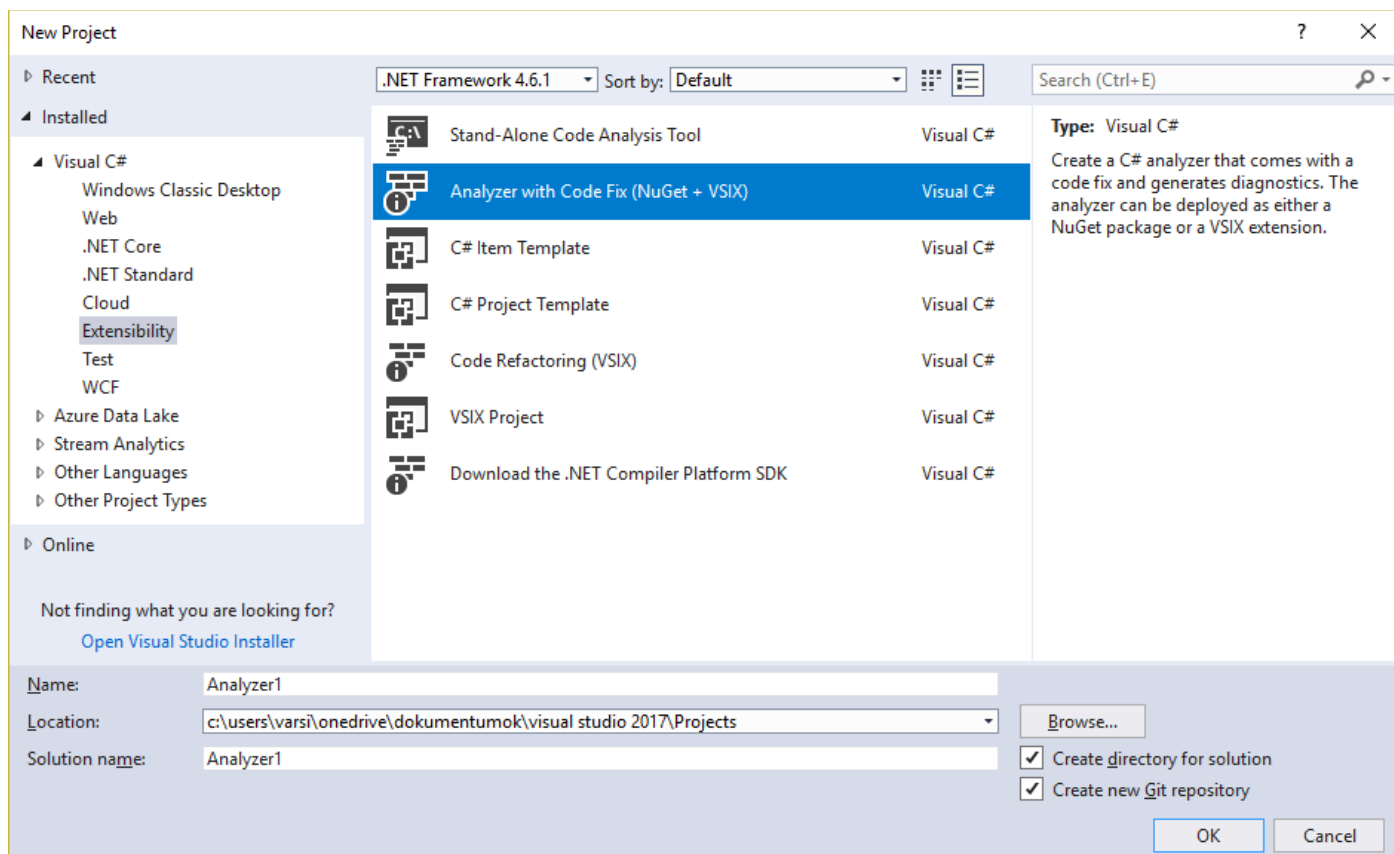 New Project
?
Recent
.NET Framework 4.6.1
Sort by:
Default
Search (Ctrl+E)
Installed
Visual C#
Windows Classic Desktop
Web
.NET Core
.NET Standard
Cloud
Extensibility
Test
WCF
Azure Data Lake
Stream Analytics
Other Languages
Other Project Types
Online
Not finding what you are looking for?
Open Visual Studio Installer
C:\
Stand-Alone Code Analysis Tool Visual C#
Analyzer with Code Fix (NuGet + VSIX) Visual C#
C# Item Template Visual C#
C# Project Template Visual C#
Code Refactoring (VSIX) Visual C#
VSIX Project Visual C#
Download the .NET Compiler Platform SDK Visual C#
Type: Visual C#
Create a C# analyzer that comes with a
code fix and generates diagnostics. The
analyzer can be deployed as either a
NuGet package or a VSIX extension.
Name: Analyzer1
Location: c:\users\varsi\onedrive\dokumentumok\visual studio 2017\Projects
Browse...
Solution name: Analyzer1
Create directory for solution
Create new Git repository
OK
Cancel